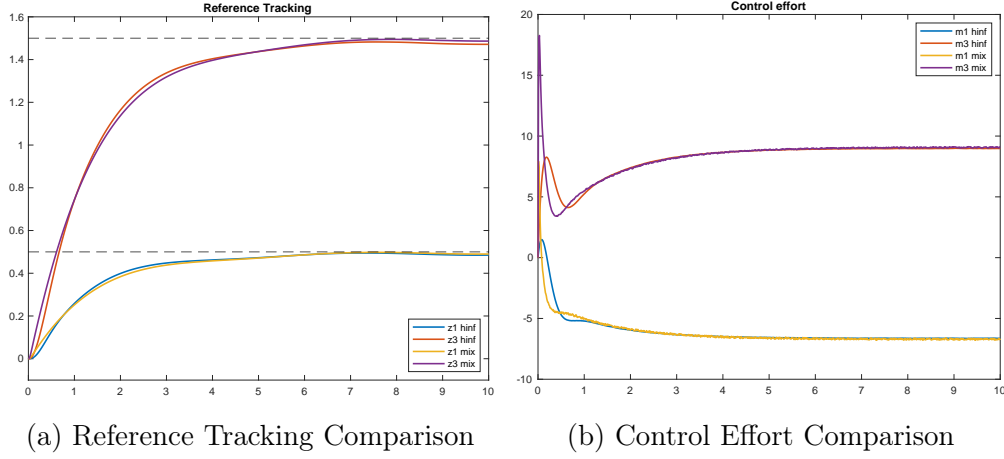 Reference Tracking
1.6
1.4
1.2
1
0.8
0.6
0.4
0.2
0
0 1 2 3 4 5 6 7 8 9 10
z1 hinf
z3 hinf
z1 mix
z3 mix
(a) Reference Tracking Comparison
Control effort
20
15
10
5
0
-5
-10
0 1 2 3 4 5 6 7 8 9 10
m1 hinf
m3 hinf
m1 mix
m3 mix
(b) Control Effort Comparison